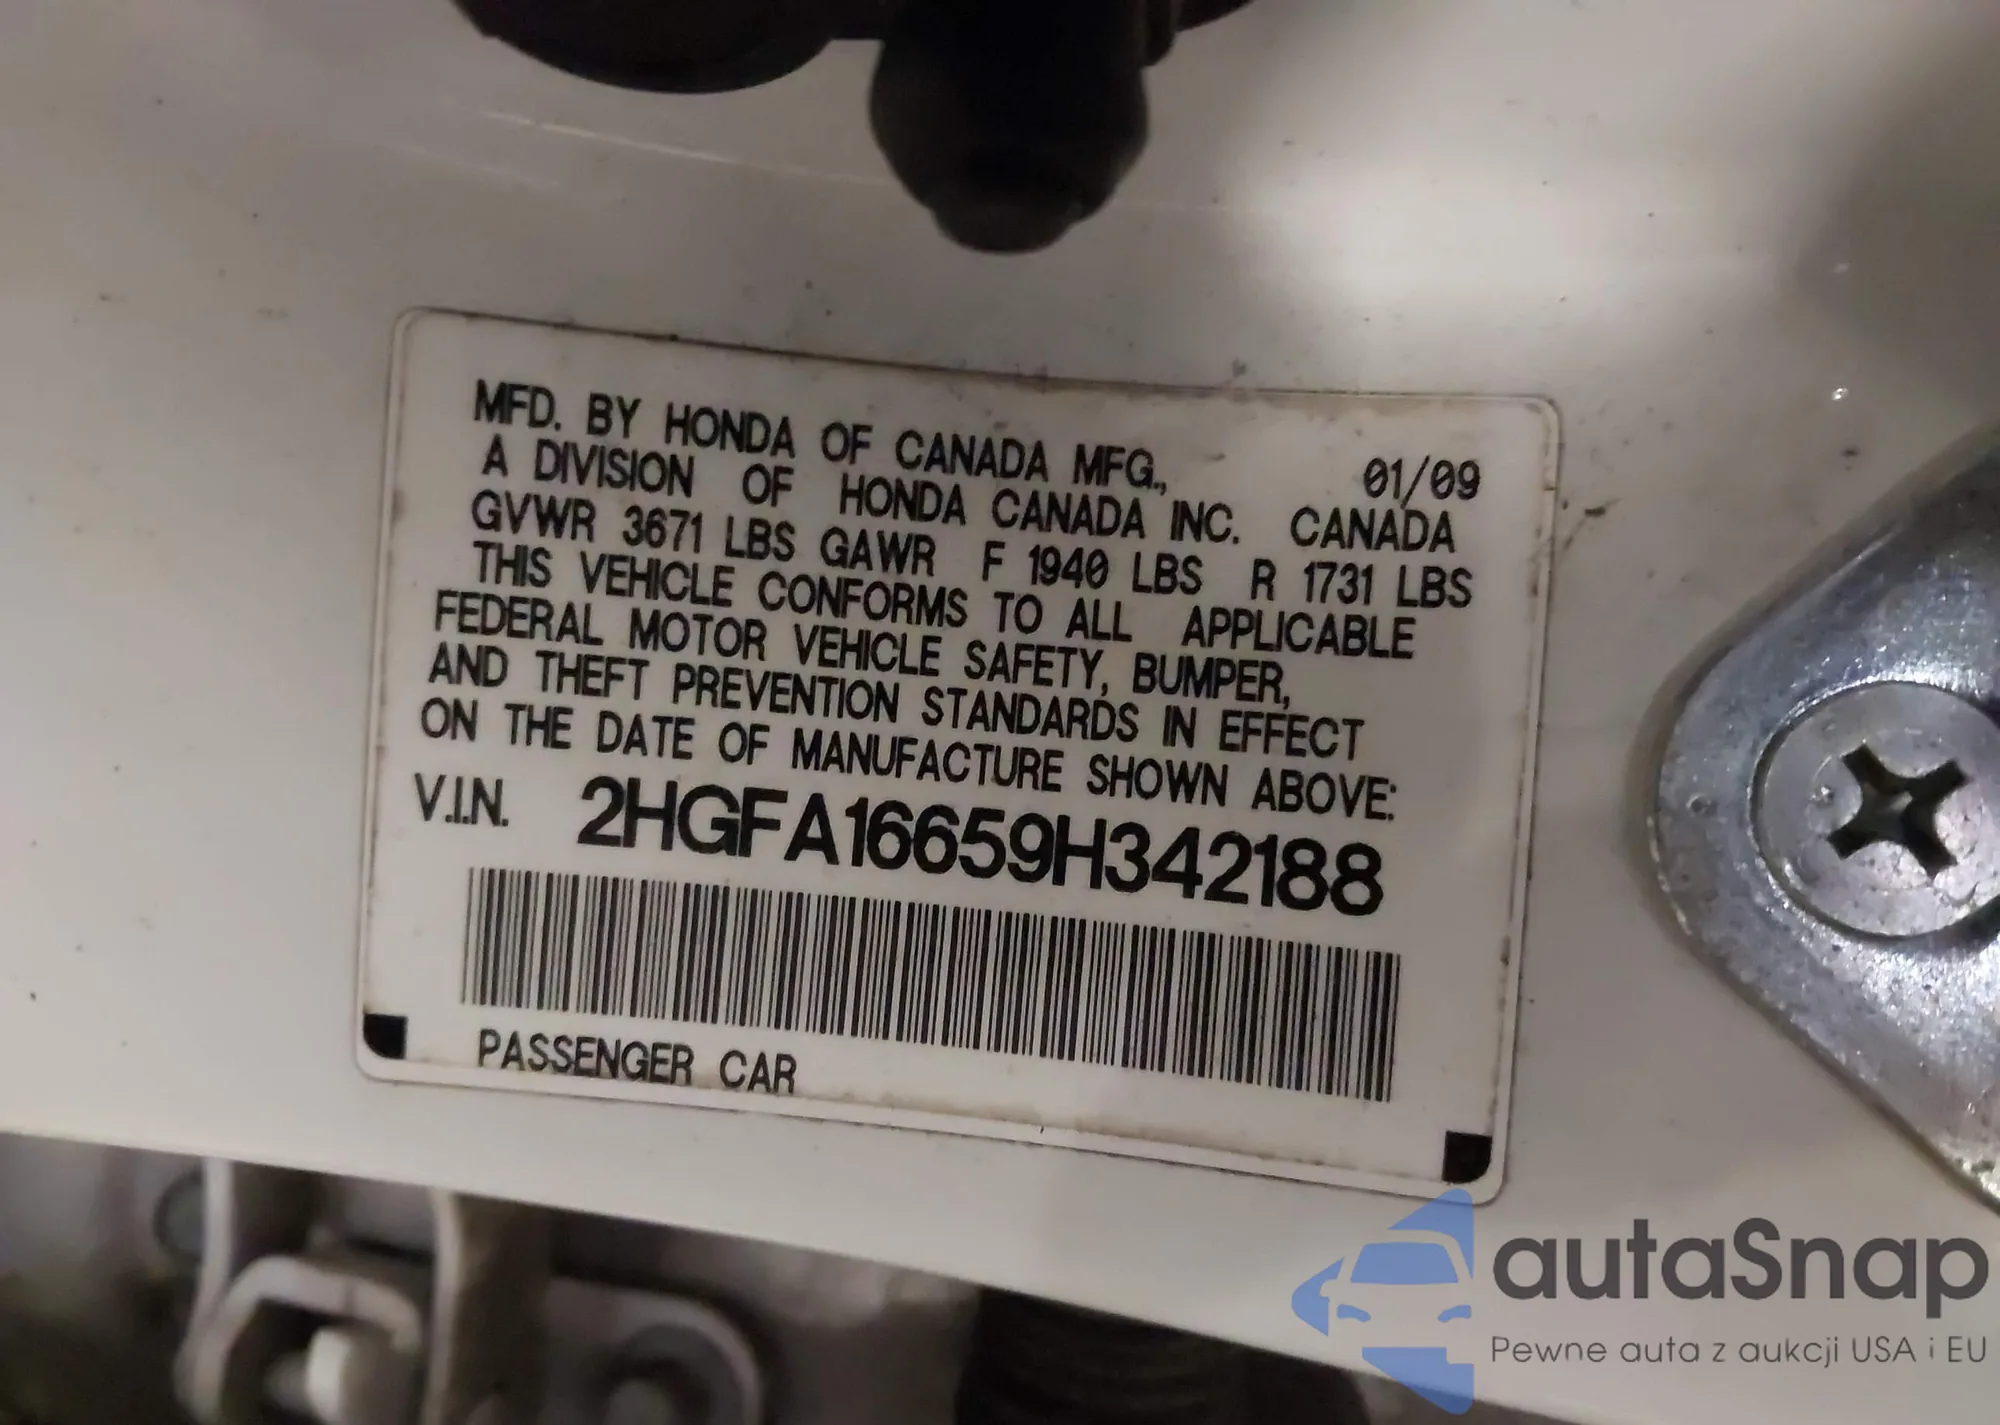 MFD. BY HONDA OF CANADA MFG., 01/09
A DIVISION OF HONDA CANADA INC. CANADA
GVWR 3671 LBS GAWR F 1940 LBS R 1731 LBS
THIS VEHICLE CONFORMS TO ALL APPLICABLE
FEDERAL MOTOR VEHICLE SAFETY, BUMPER,
AND THEFT PREVENTION STANDARDS IN EFFECT
ON THE DATE OF MANUFACTURE SHOWN ABOVE:
V.I.N. 2HGFA16659H342188
PASSENGER CAR
autaSnap
Pewne auta z aukcji USA i EU